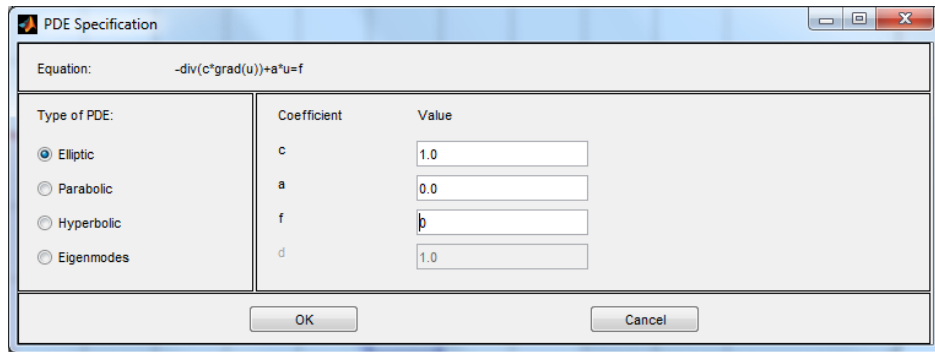 PDE Specification
Equation: -div(c*grad(u))+a*u=f
Type of PDE:
Elliptic
Parabolic
Hyperbolic
Eigenmodes
Coefficient Value
c 1.0
a 0.0
f 0
d 1.0
OK Cancel